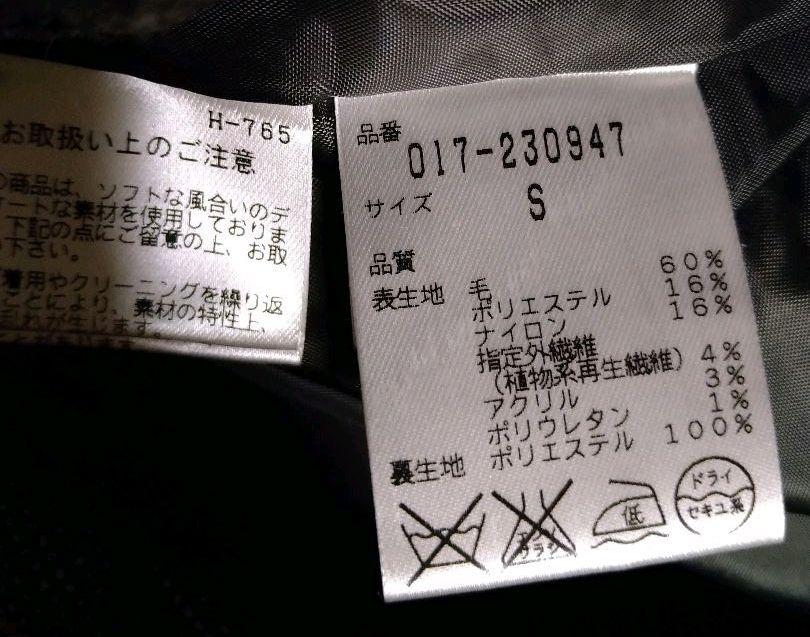 H-765
お取扱い上のご注意
の商品は、ソフトな風合いのデ
ートな素材を使用しておりま
下記の点にご留意の上、お取
下さい。
着用やクリーニングを繰り返
ことにより、素材の特性上、
が生じます。
品番
017-230947
サイズ S
品質
表生地 毛 60%
ポリエステル 16%
ナイロン 16%
指定外繊維
(植物系再生繊維) 4%
アクリル 3%
ポリウレタン 1%
裏生地 ポリエステル 100%
サラシ
低
ドライ
セキユ系